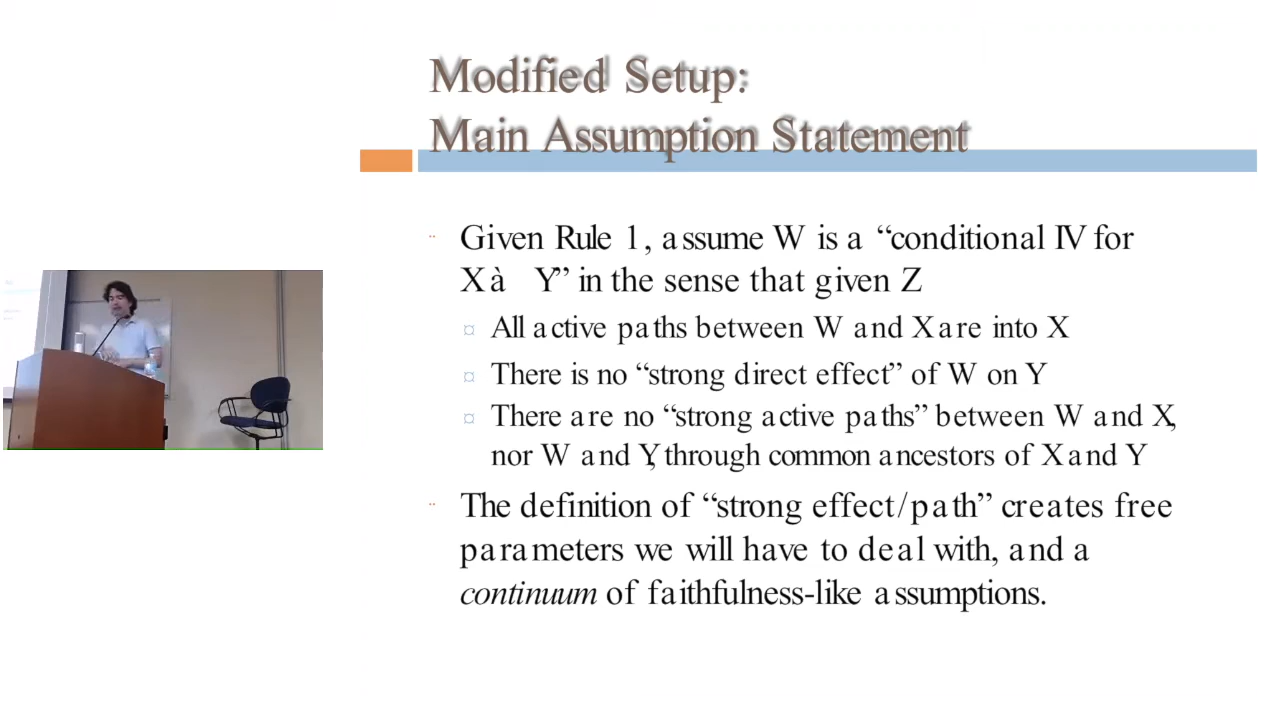 Modified Setup:
Main Assumption Statement
Given Rule 1, assume W is a “conditional IV for
Xà Y” in the sense that given Z
All active paths between W and X are into X
There is no “strong direct effect” of W on Y
There are no “strong active paths” between W and X,
nor W and Y, through common ancestors of X and Y
The definition of “strong effect/path” creates free
parameters we will have to deal with, and a
continuum of faithfulness-like assumptions.